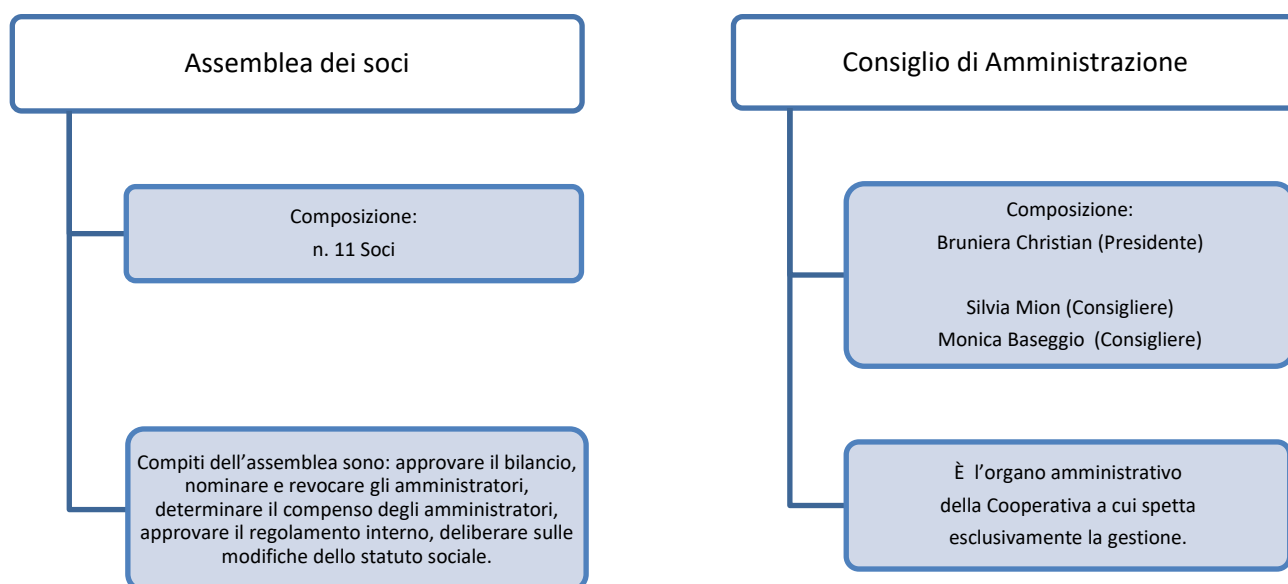 Assemblea dei soci
Composizione:
n. 11 Soci
Compiti dell’assemblea sono: approvare il bilancio,
nominare e revocare gli amministratori,
determinare il compenso degli amministratori,
approvare il regolamento interno, deliberare sulle
modifiche dello statuto sociale.
Consiglio di Amministrazione
Composizione:
Bruniera Christian (Presidente)
Silvia Mion (Consigliere)
Monica Baseggio (Consigliere)
È l’organo amministrativo
della Cooperativa a cui spetta
esclusivamente la gestione.